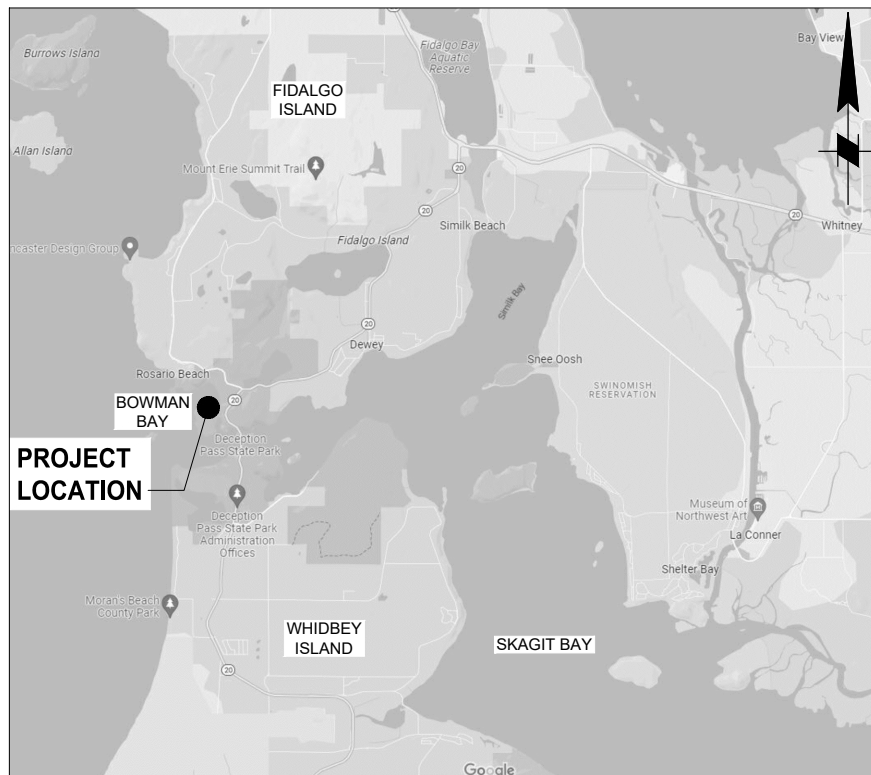 Burrows Island
Fidalgo Bay
Aquatic
Reserve
Bay View
FIDALGO
ISLAND
Allan Island
Mount Erie Summit Trail
20
20
20
Whitney
Similk Beach
Fidalgo Island
ncaster Design Group
Similk Bay
20
Dewey
Snee Oosh
Rosario Beach
SWINOMISH
RESERVATION
20
BOWMAN
BAY
Deception
Pass State Park
PROJECT
LOCATION
Museum of
Northwest Art
La Conner
Deception
Pass State Park
Administration
Offices
Shelter Bay
Moran's Beach
County Park
WHIDBEY
ISLAND
SKAGIT BAY
20
Google